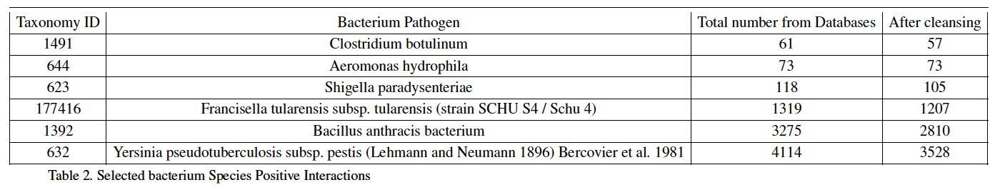 Taxonomy ID Bacterium Pathogen Total number from Databases After cleansing
1491 Clostridium botulinum 61 57
644 Aeromonas hydrophila 73 73
623 Shigella paradysenteriae 118 105
177416 Francisella tularensis subsp. tularensis (strain SCHU S4 / Schu 4) 1319 1207
1392 Bacillus anthracis bacterium 3275 2810
632 Yersinia pseudotuberculosis subsp. pestis (Lehmann and Neumann 1896) Bercovier et al. 1981 4114 3528
Table 2. Selected bacterium Species Positive Interactions